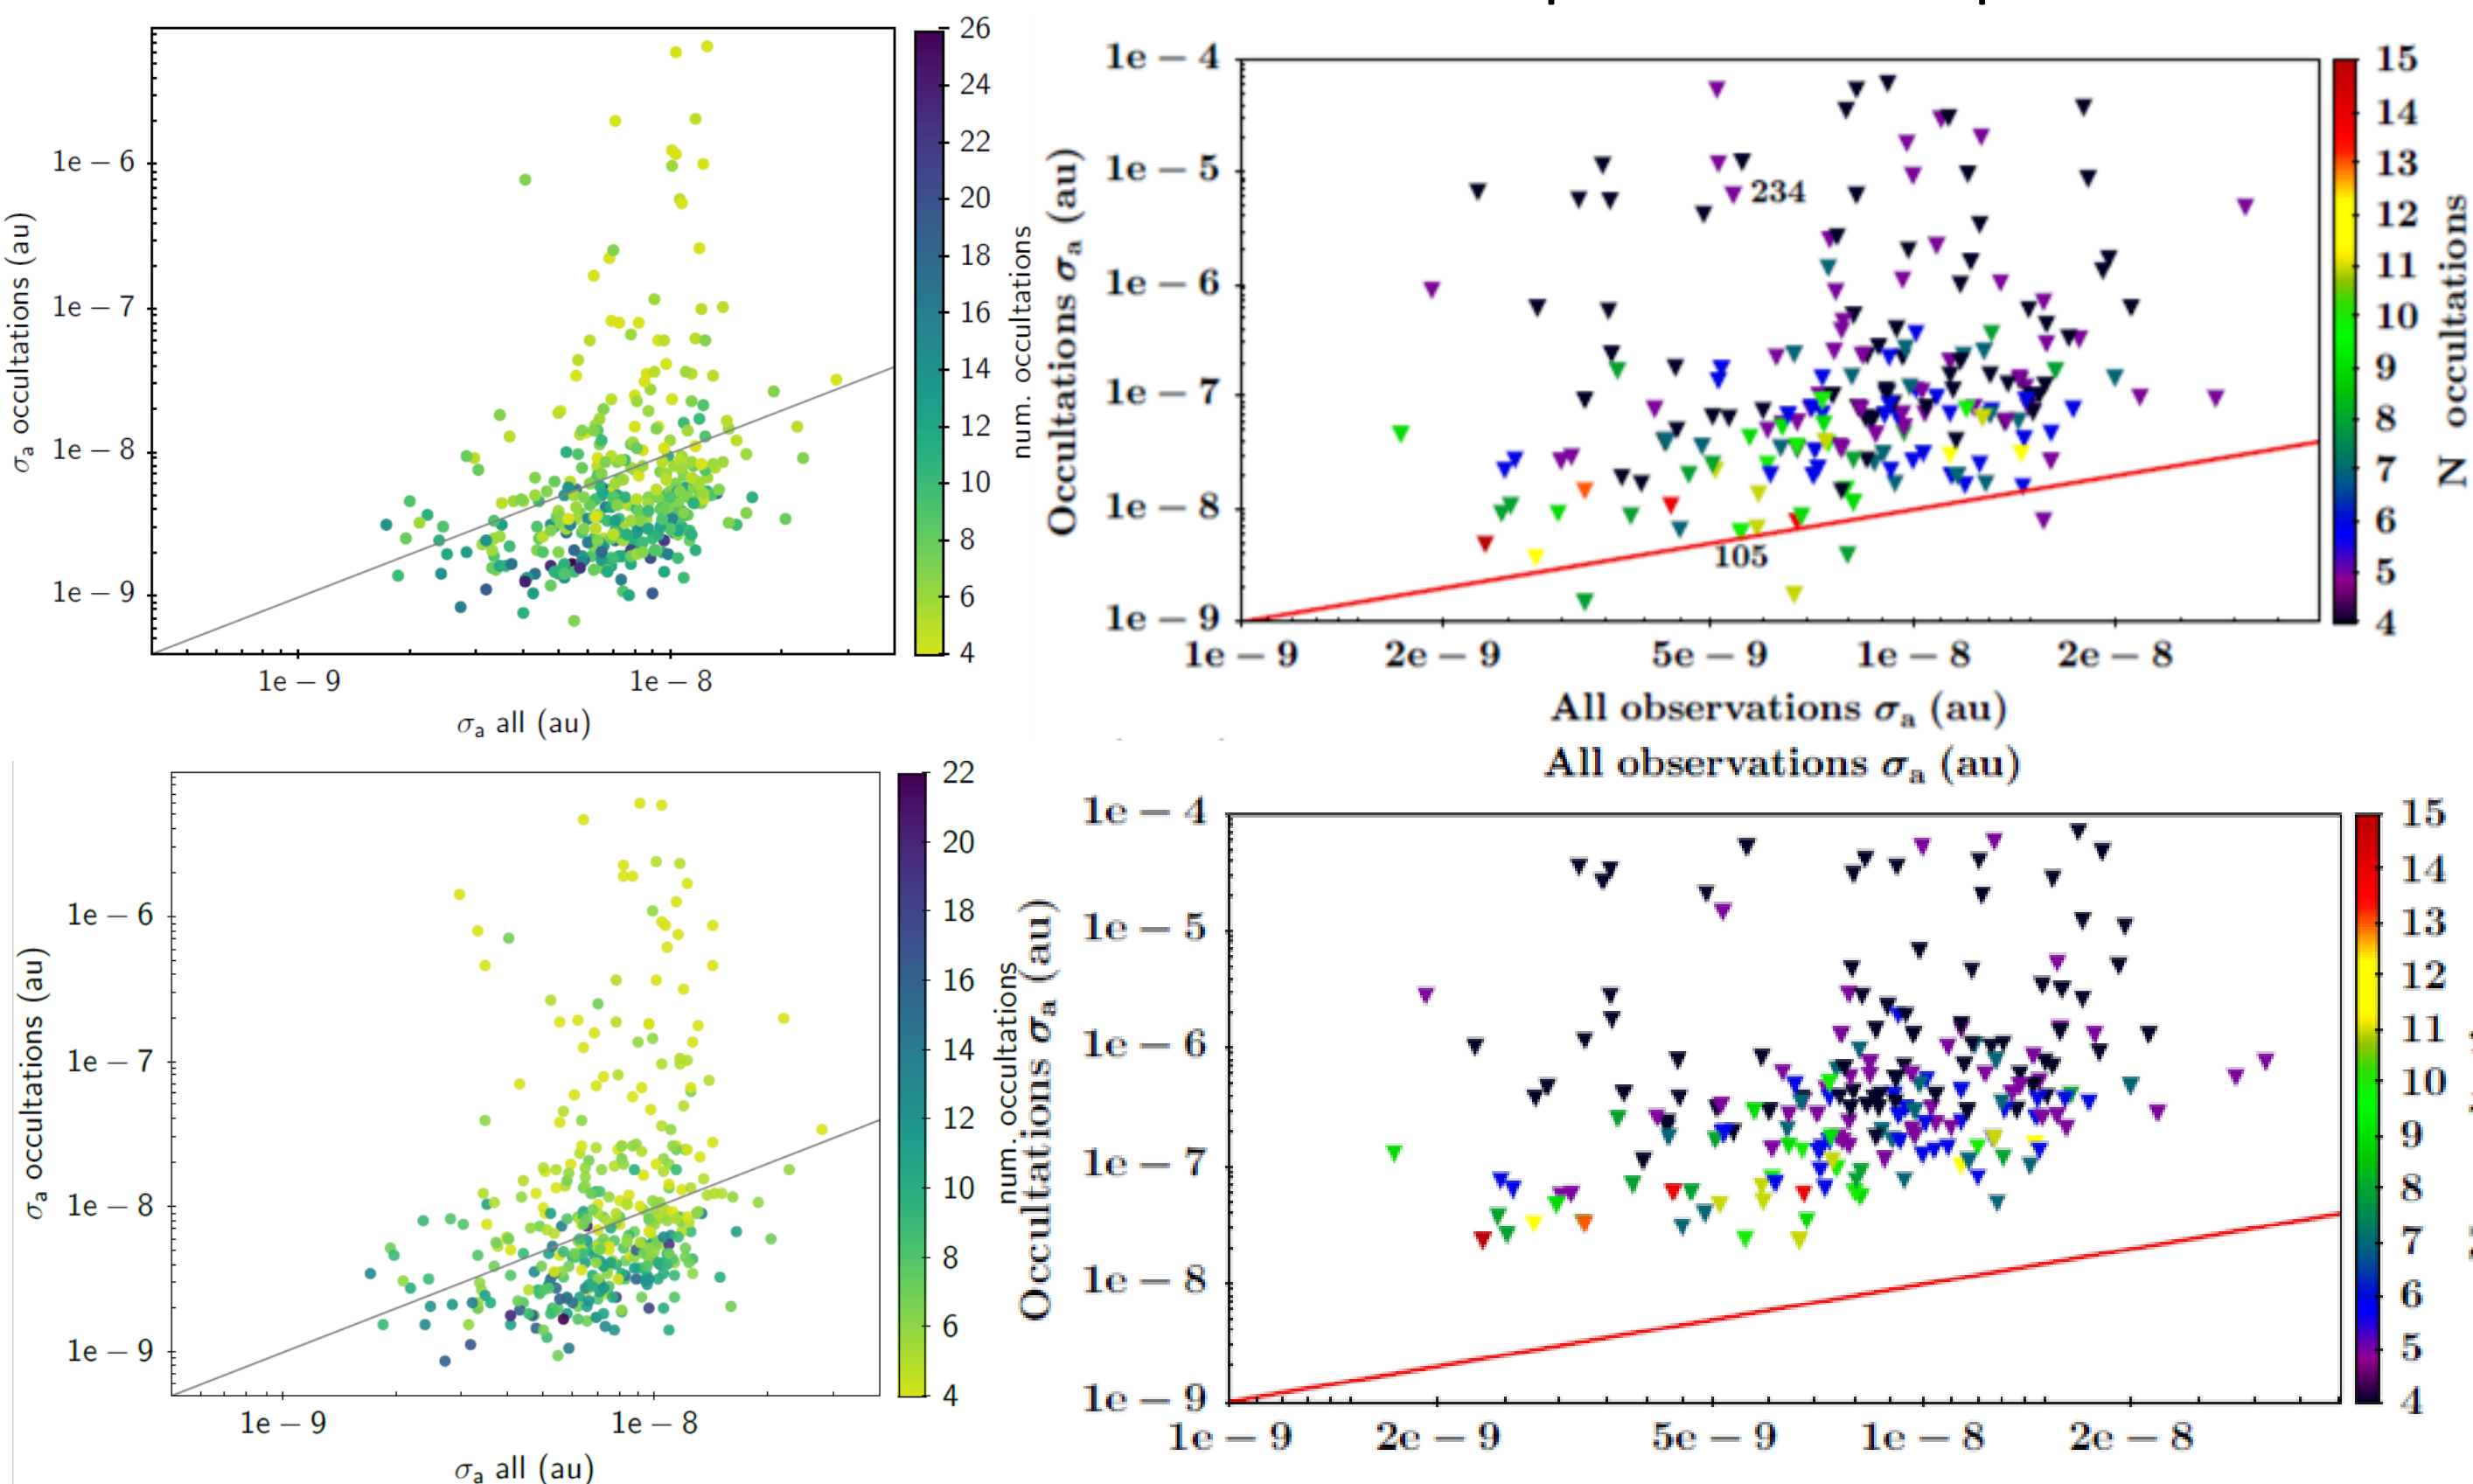 26
24
22
20
18
16
14
12
10
8
6
4
num. occultations
1e − 6
1e − 7
1e − 8
1e − 9
σa occultations (au)
1e − 9
1e − 8
σa all (au)
1e − 4
1e − 5
1e − 6
1e − 7
1e − 8
1e − 9
Occultations σa (au)
234
105
1e − 9
2e − 9
5e − 9
1e − 8
2e − 8
All observations σa (au)
15
14
13
12
11
10
9
8
7
6
5
4
N occultations
22
20
18
16
14
12
10
8
6
4
num. occultations
1e − 6
1e − 7
1e − 8
1e − 9
σa occultations (au)
1e − 9
1e − 8
σa all (au)
All observations σa (au)
1e − 4
1e − 5
1e − 6
1e − 7
1e − 8
1e − 9
Occultations σa (au)
1e − 9
2e − 9
5e − 9
1e − 8
2e − 8
15
14
13
12
11
10
9
8
7
6
5
4